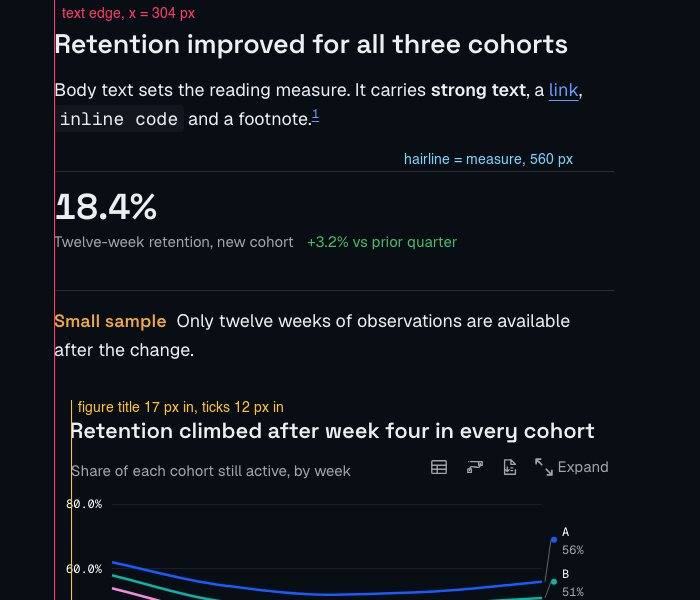 text edge, x = 304 px
Retention improved for all three cohorts
Body text sets the reading measure. It carries strong text, a link,
inline code and a footnote.1
hairline = measure, 560 px
18.4%
Twelve-week retention, new cohort +3.2% vs prior quarter
Small sample Only twelve weeks of observations are available
after the change.
figure title 17 px in, ticks 12 px in
Retention climbed after week four in every cohort
Share of each cohort still active, by week Expand
80.0%
A
56%
60.0%
B
51%